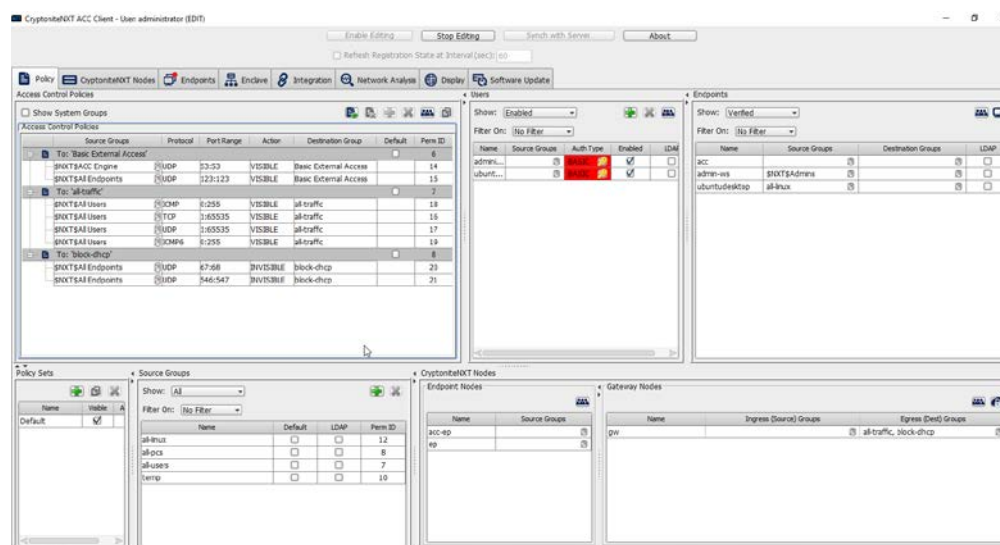 CryptoniteNXT ACC Client - User: administrator (EDIT)
Enable Editing Stop Editing Synch with Server About
Refresh Registration State at Interval (sec): 60
Policy CryptoniteNXT Nodes Endpoints Enclave Integration Network Analysis Display Software Update
Access Control Policies
Show System Groups
Access Control Policies
Source Groups Protocol Port Range Action Destination Group Default Perm ID
To: 'Basic External Access' 6
$NXT$ACC Engine UDP 53:53 VISIBLE Basic External Access 14
$NXT$All Endpoints UDP 123:123 VISIBLE Basic External Access 15
To: 'all-traffic' 7
$NXT$All Users ICMP 0:255 VISIBLE all-traffic 18
$NXT$All Users TCP 1:65535 VISIBLE all-traffic 16
$NXT$All Users UDP 1:65535 VISIBLE all-traffic 17
$NXT$All Users ICMP6 0:255 VISIBLE all-traffic 19
To: 'block-dhcp' 8
$NXT$All Endpoints UDP 67:68 INVISIBLE block-dhcp 20
$NXT$All Endpoints UDP 546:547 INVISIBLE block-dhcp 21
Users
Show: Enabled
Filter On: No Filter
Name Source Groups Auth Type Enabled LDAP
admini... BASIC
ubunt... BASIC
Endpoints
Show: Verified
Filter On: No Filter
Name Source Groups Destination Groups LDAP
acc
admin-ws $NXT$Admins
ubuntudesktop all-linux
Policy Sets
Name Visible A
Default
Source Groups
Show: All
Filter On: No Filter
Name Default LDAP Perm ID
all-linux 12
all-pcs 8
all-users 7
temp 10
CryptoniteNXT Nodes
Endpoint Nodes
Name Source Groups
acc-ep
ep
Gateway Nodes
Name Ingress (Source) Groups Egress (Dest) Groups
gw all-traffic, block-dhcp